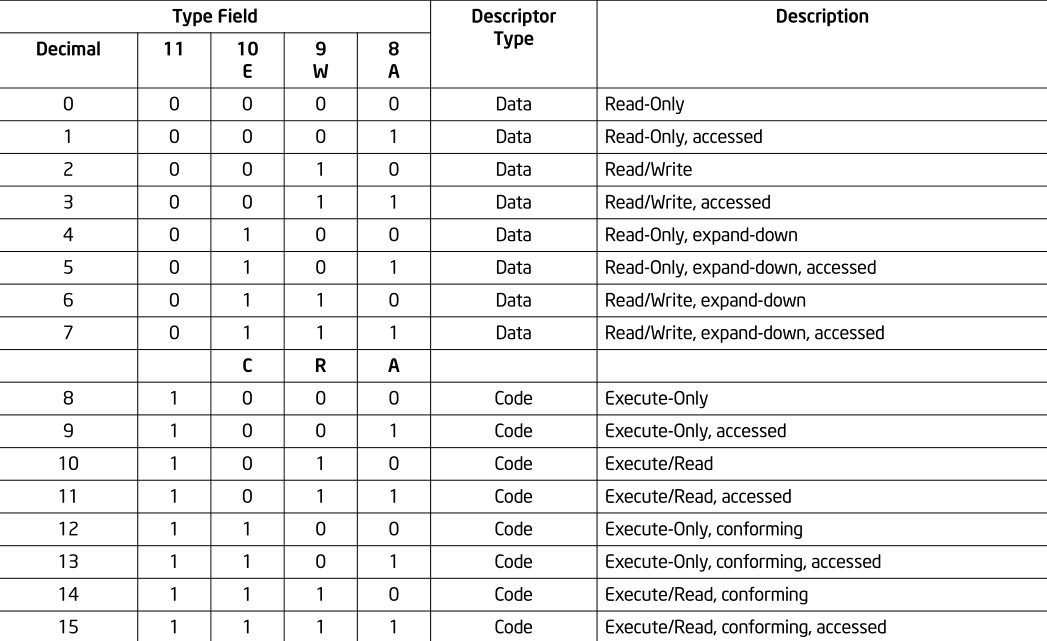 Type Field Descriptor Type Description
Decimal 11 10 E 9 W 8 A
0 0 0 0 0 Data Read-Only
1 0 0 0 1 Data Read-Only, accessed
2 0 0 1 0 Data Read/Write
3 0 0 1 1 Data Read/Write, accessed
4 0 1 0 0 Data Read-Only, expand-down
5 0 1 0 1 Data Read-Only, expand-down, accessed
6 0 1 1 0 Data Read/Write, expand-down
7 0 1 1 1 Data Read/Write, expand-down, accessed
C R A
8 1 0 0 0 Code Execute-Only
9 1 0 0 1 Code Execute-Only, accessed
10 1 0 1 0 Code Execute/Read
11 1 0 1 1 Code Execute/Read, accessed
12 1 1 0 0 Code Execute-Only, conforming
13 1 1 0 1 Code Execute-Only, conforming, accessed
14 1 1 1 0 Code Execute/Read, conforming
15 1 1 1 1 Code Execute/Read, conforming, accessed